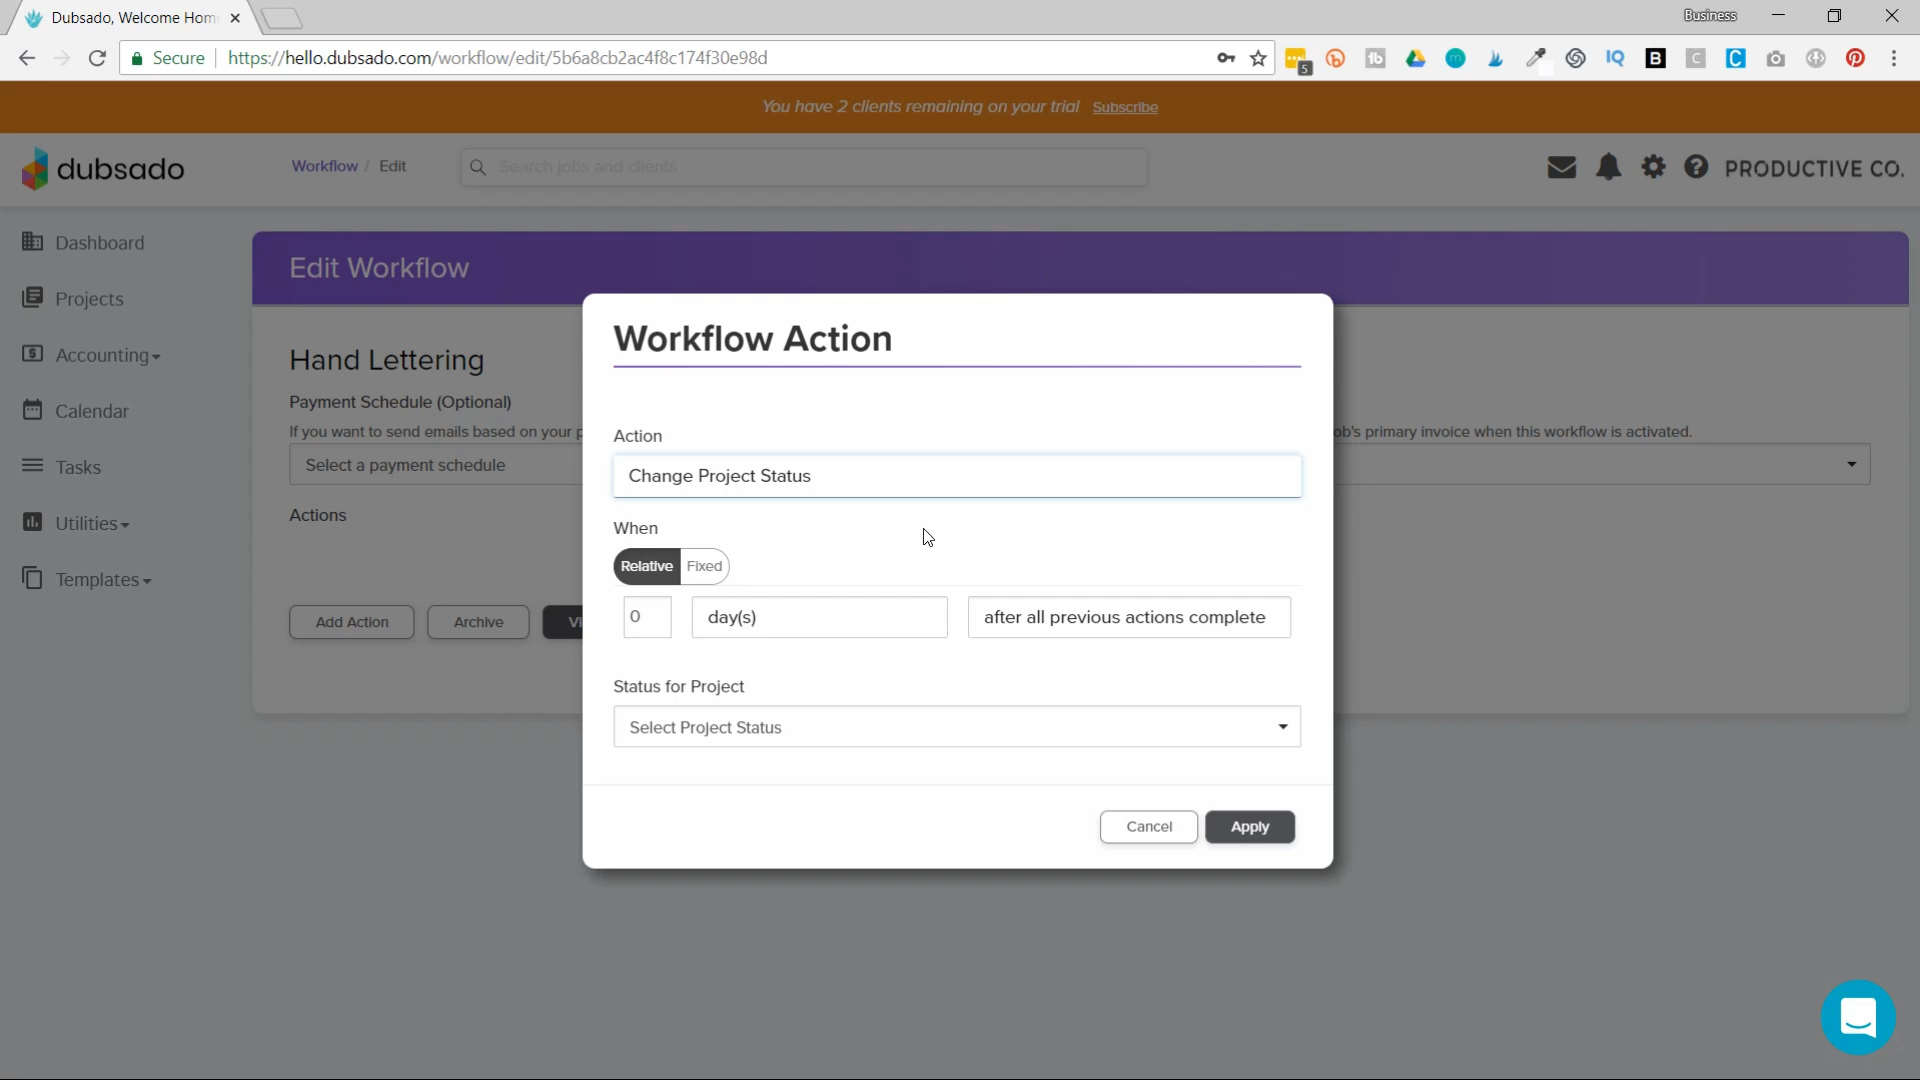 Dubsado, Welcome Hom
Business
Secure
https://hello.dubsado.com/workflow/edit/5b6a8cb2ac4f8c174f30e98d
5
You have 2 clients remaining on your trial Subscribe
dubsado
Workflow / Edit
Search jobs and clients
PRODUCTIVE CO.
Dashboard
Projects
Accounting
Calendar
Tasks
Utilities
Templates
Edit Workflow
Hand Lettering
Payment Schedule (Optional)
If you want to send emails based on your p
ob's primary invoice when this workflow is activated.
Select a payment schedule
Actions
Add Action
Archive
Vi
Workflow Action
Action
Change Project Status
When
Relative Fixed
0 day(s) after all previous actions complete
Status for Project
Select Project Status
Cancel Apply